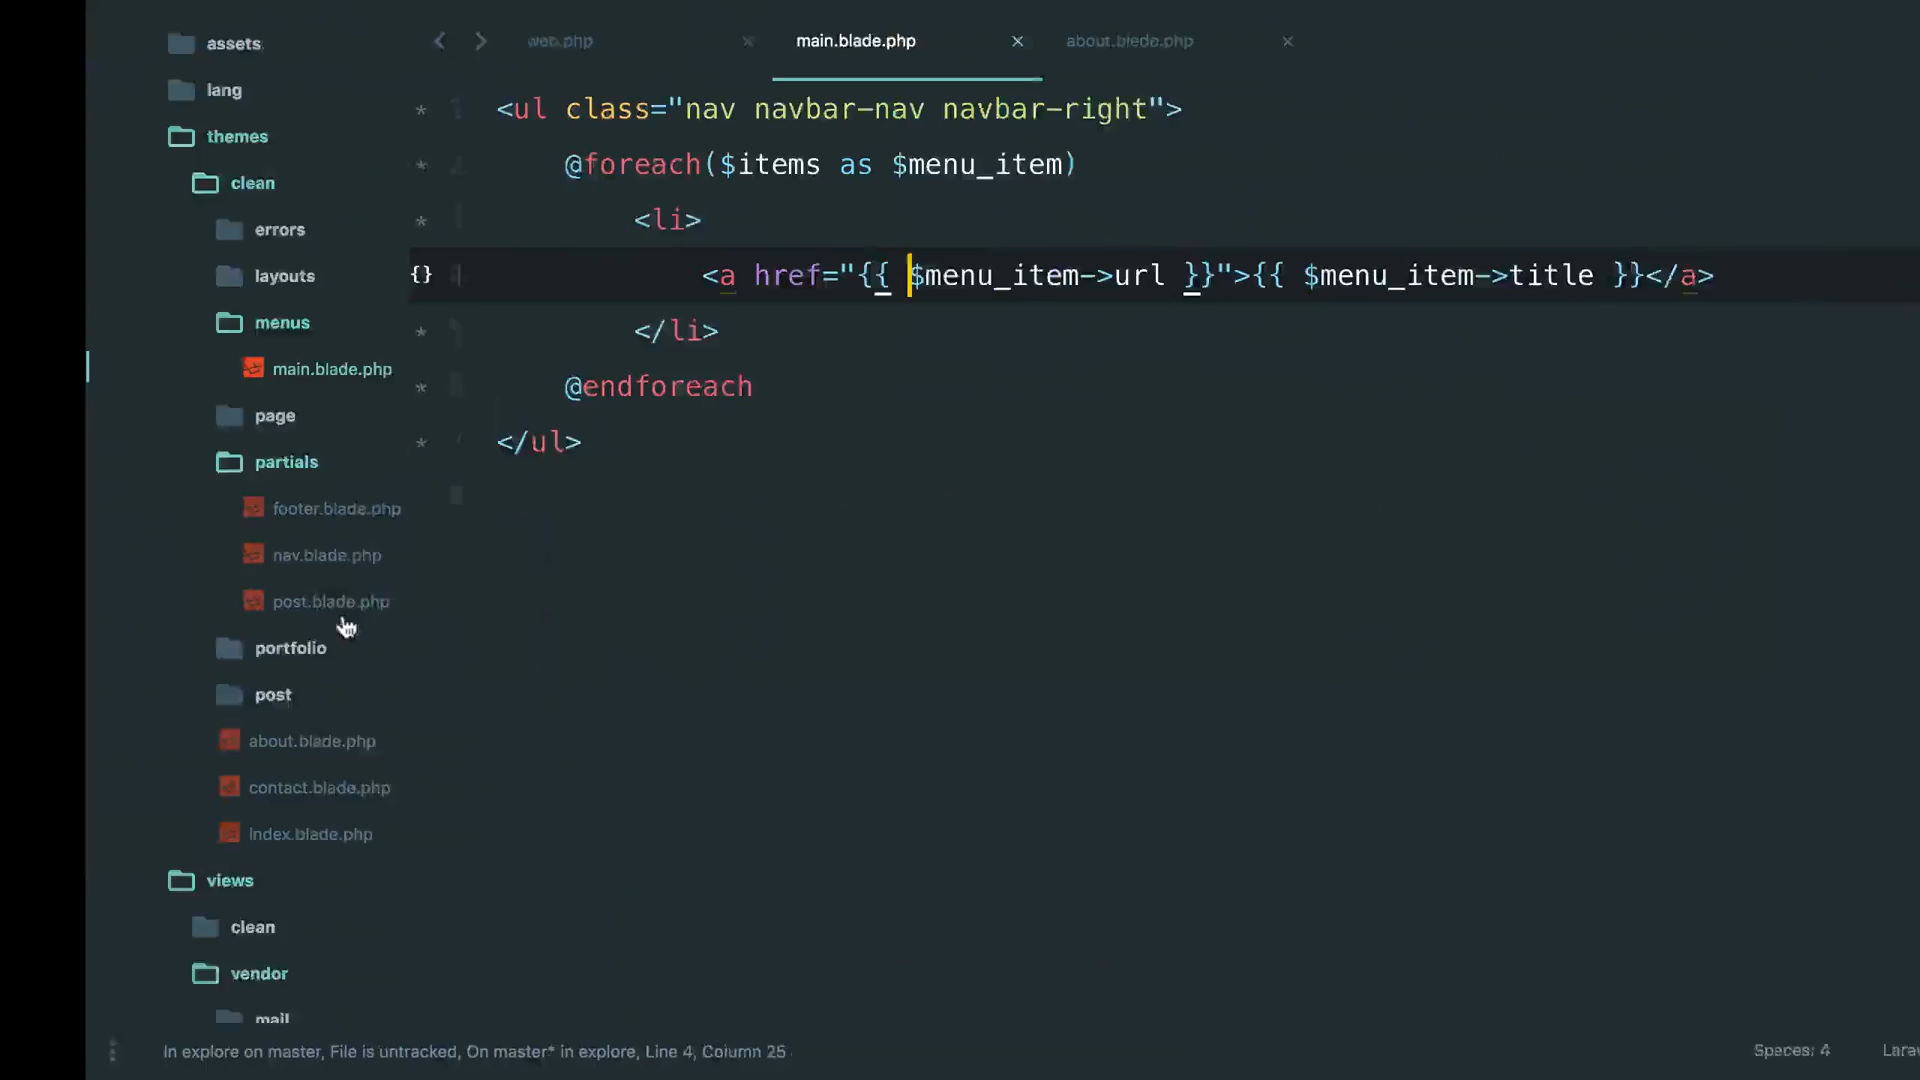 assets
lang
themes
clean
errors
layouts
menus
main.blade.php
page
partials
footer.blade.php
nav.blade.php
post.blade.php
portfolio
post
about.blade.php
contact.blade.php
index.blade.php
views
clean
vendor
mail
web.php
main.blade.php
about.blede.php
<ul class="nav navbar-nav navbar-right">
@foreach($items as $menu_item)
<li>
{} <a href="{{ $menu_item->url }}">{{ $menu_item->title }}</a>
</li>
@endforeach
</ul>
In explore on master, File is untracked, On master* in explore, Line 4, Column 25
Spaces: 4